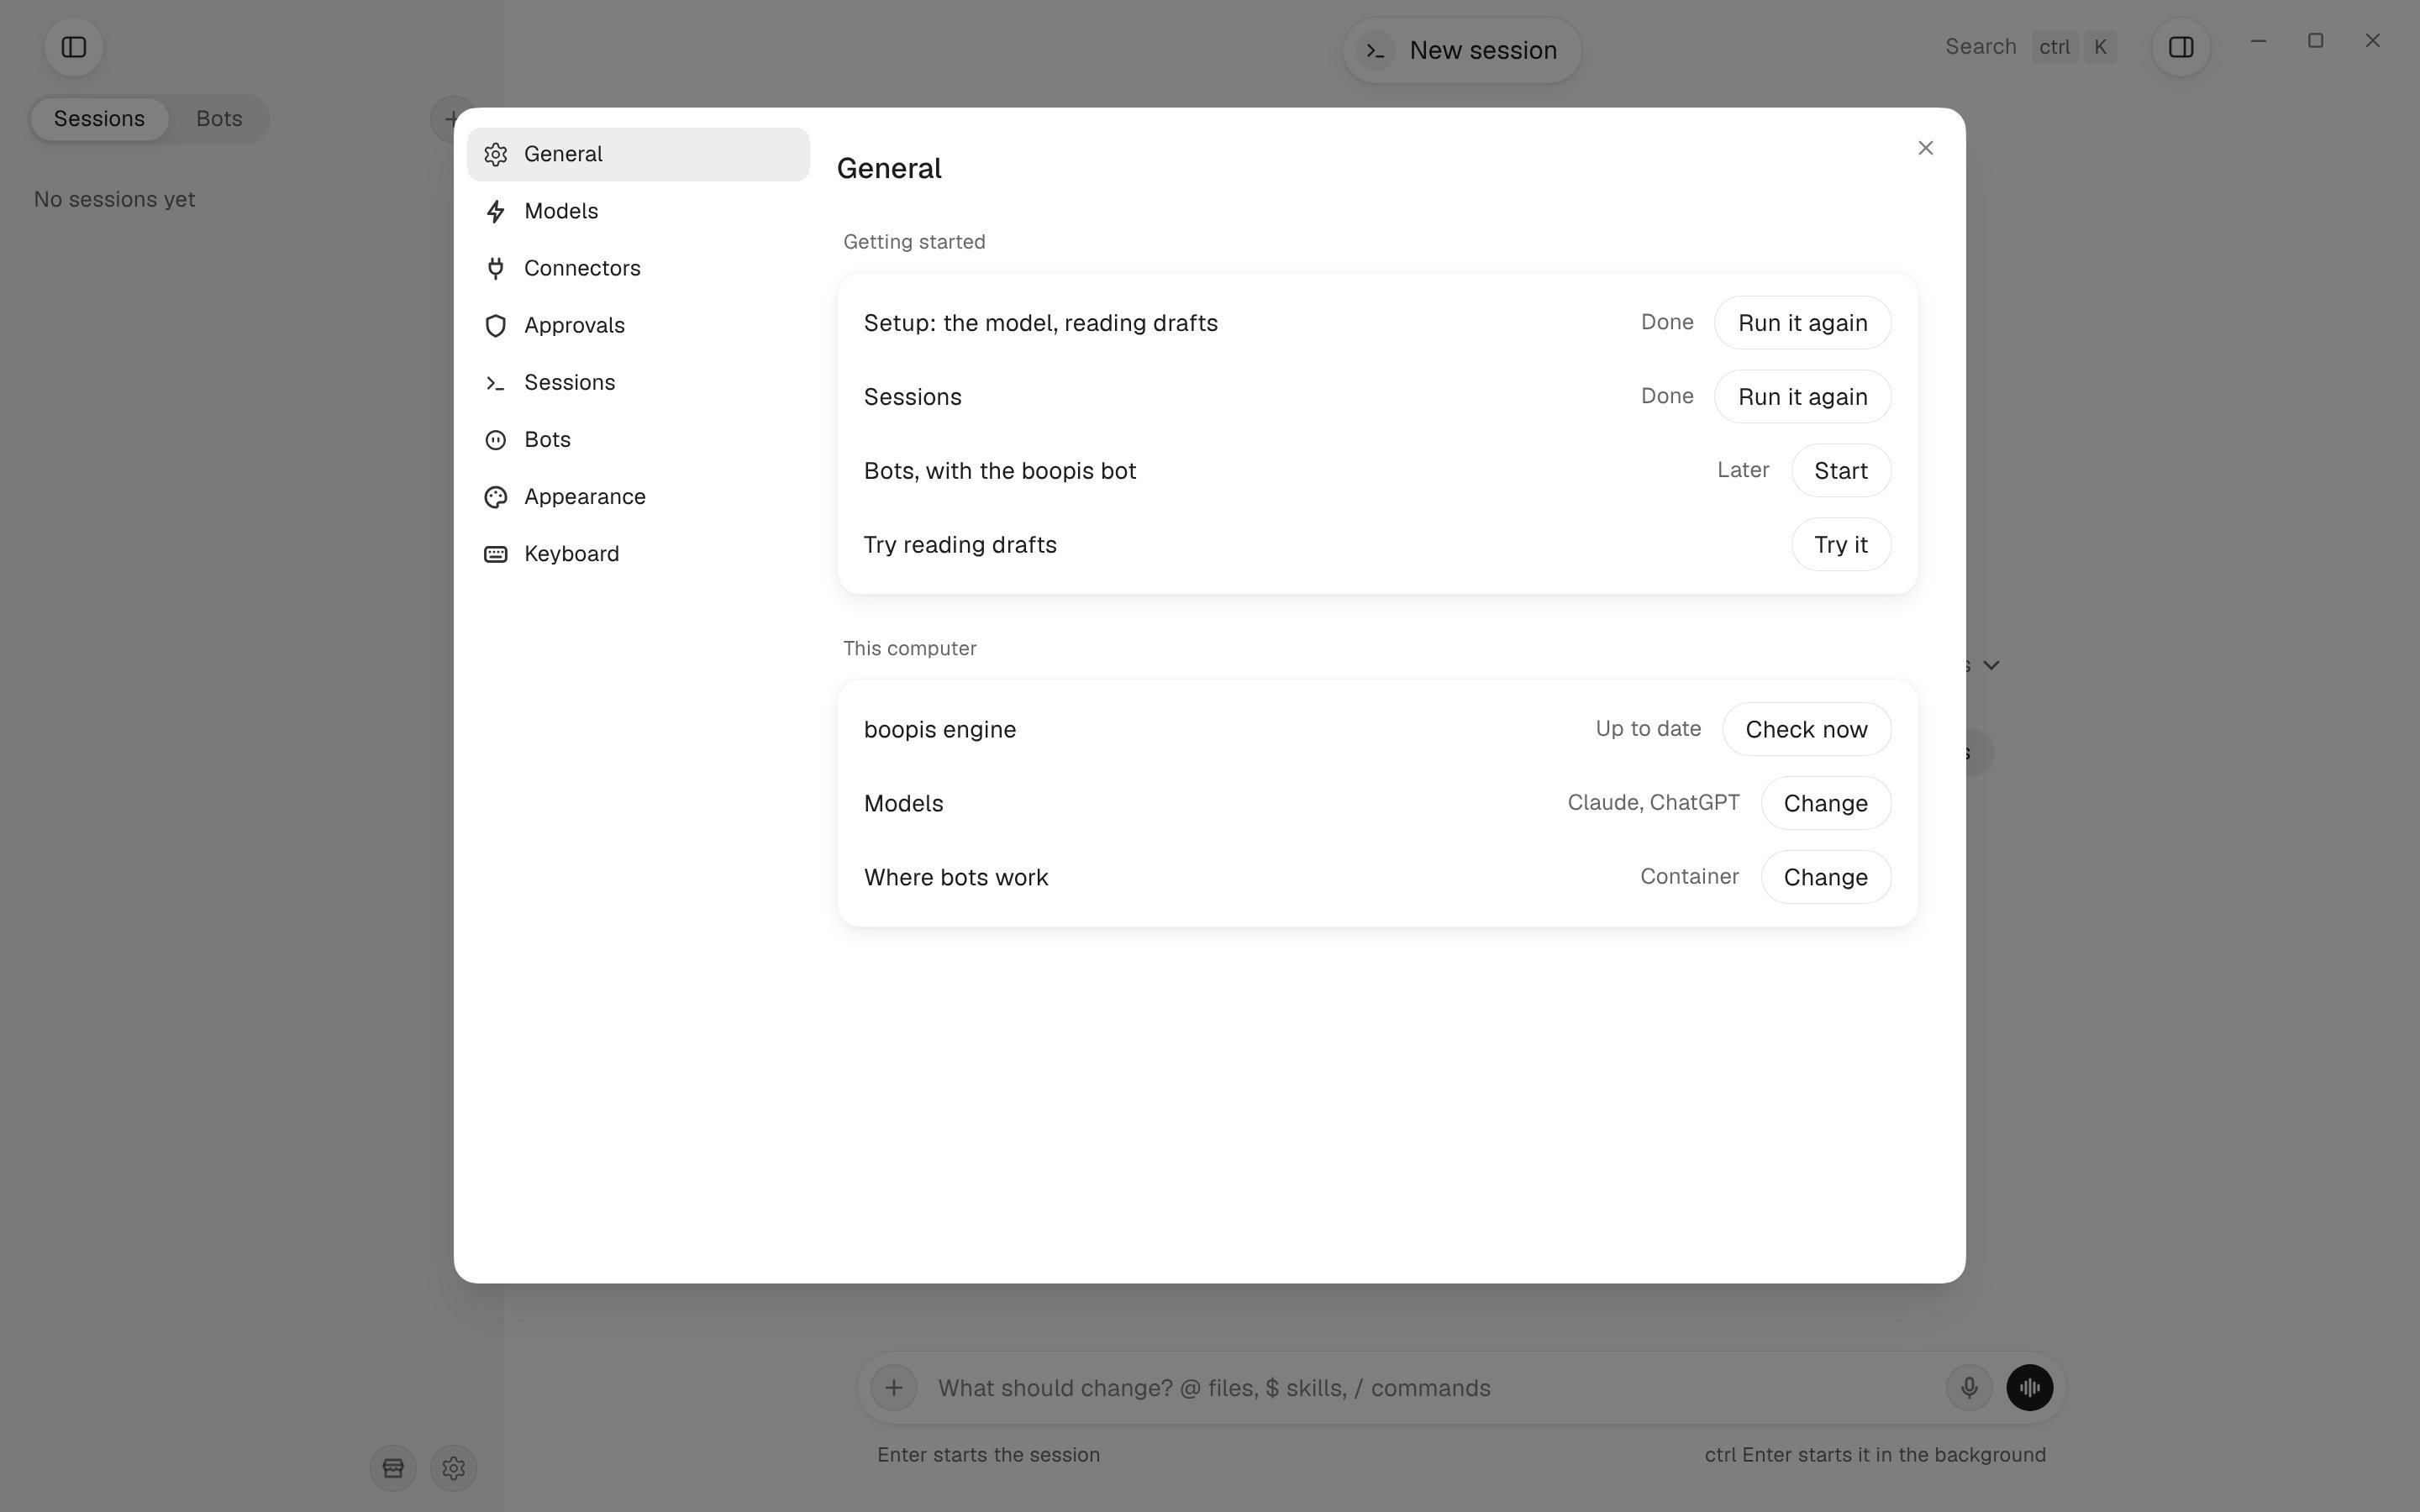 New session
Search ctrl K
Sessions Bots
No sessions yet
General
Models
Connectors
Approvals
Sessions
Bots
Appearance
Keyboard
General
Getting started
Setup: the model, reading drafts Done Run it again
Sessions Done Run it again
Bots, with the boopis bot Later Start
Try reading drafts Try it
This computer
boopis engine Up to date Check now
Models Claude, ChatGPT Change
Where bots work Container Change
What should change? @ files, $ skills, / commands
Enter starts the session ctrl Enter starts it in the background